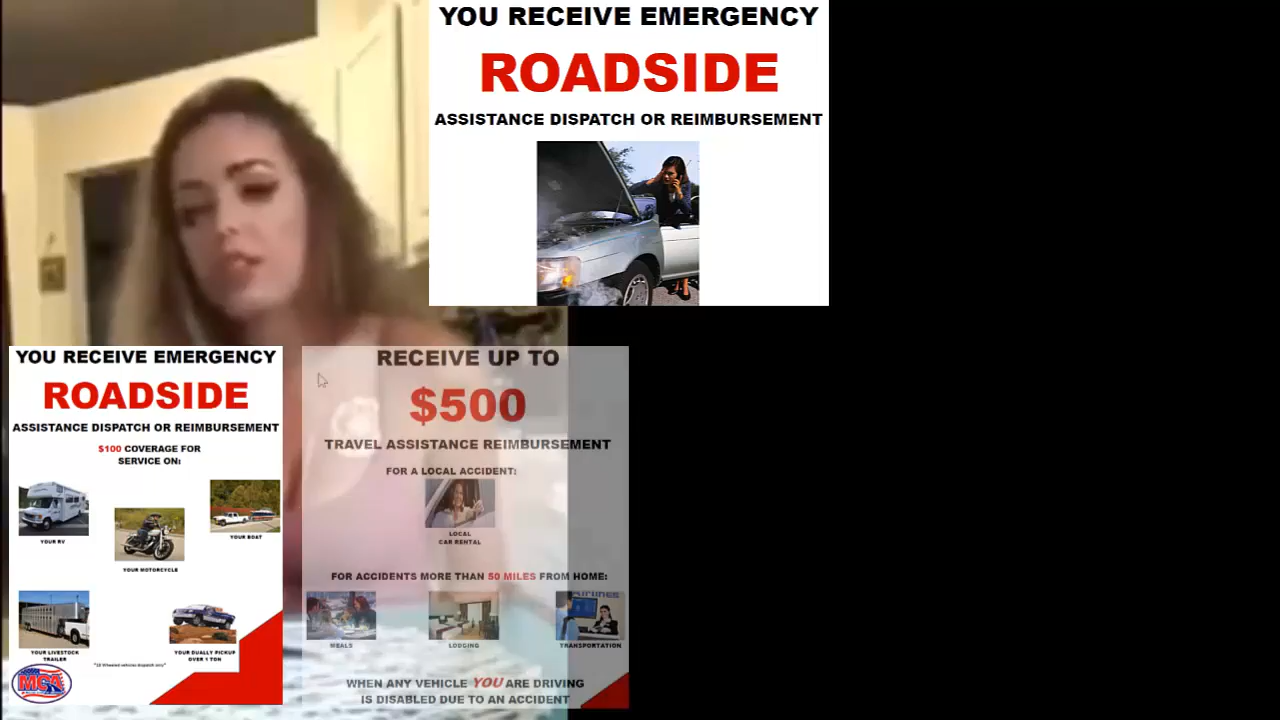 YOU RECEIVE EMERGENCY
ROADSIDE
ASSISTANCE DISPATCH OR REIMBURSEMENT
YOU RECEIVE EMERGENCY
ROADSIDE
ASSISTANCE DISPATCH OR REIMBURSEMENT
$100 COVERAGE FOR
SERVICE ON:
YOUR RV
YOUR MOTORCYCLE
YOUR BOAT
YOUR LIVESTOCK
TRAILER
YOUR DUALLY PICKUP
OVER 1 TON
MCA
RECEIVE UP TO
$500
TRAVEL ASSISTANCE REIMBURSEMENT
FOR A LOCAL ACCIDENT:
LOCAL
CAR RENTAL
FOR ACCIDENTS MORE THAN 50 MILES FROM HOME:
MEALS
LODGING
TRANSPORTATION
WHEN ANY VEHICLE YOU ARE DRIVING
IS DISABLED DUE TO AN ACCIDENT